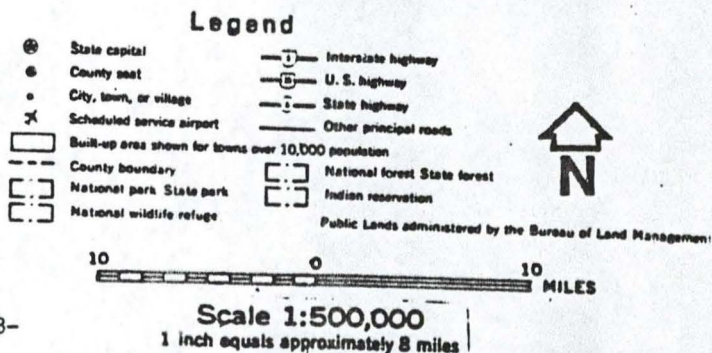 Legend
State capital
County seat
City, town, or village
Scheduled service airport
Built-up area shown for towns over 10,000 population
County boundary
National park State park
National wildlife refuge
Interstate highway
U.S. highway
State highway
Other principal roads
National forest State forest
Indian reservation
Public Lands administered by the Bureau of Land Management
N
10 0 10 MILES
Scale 1:500,000
1 inch equals approximately 8 miles
3-